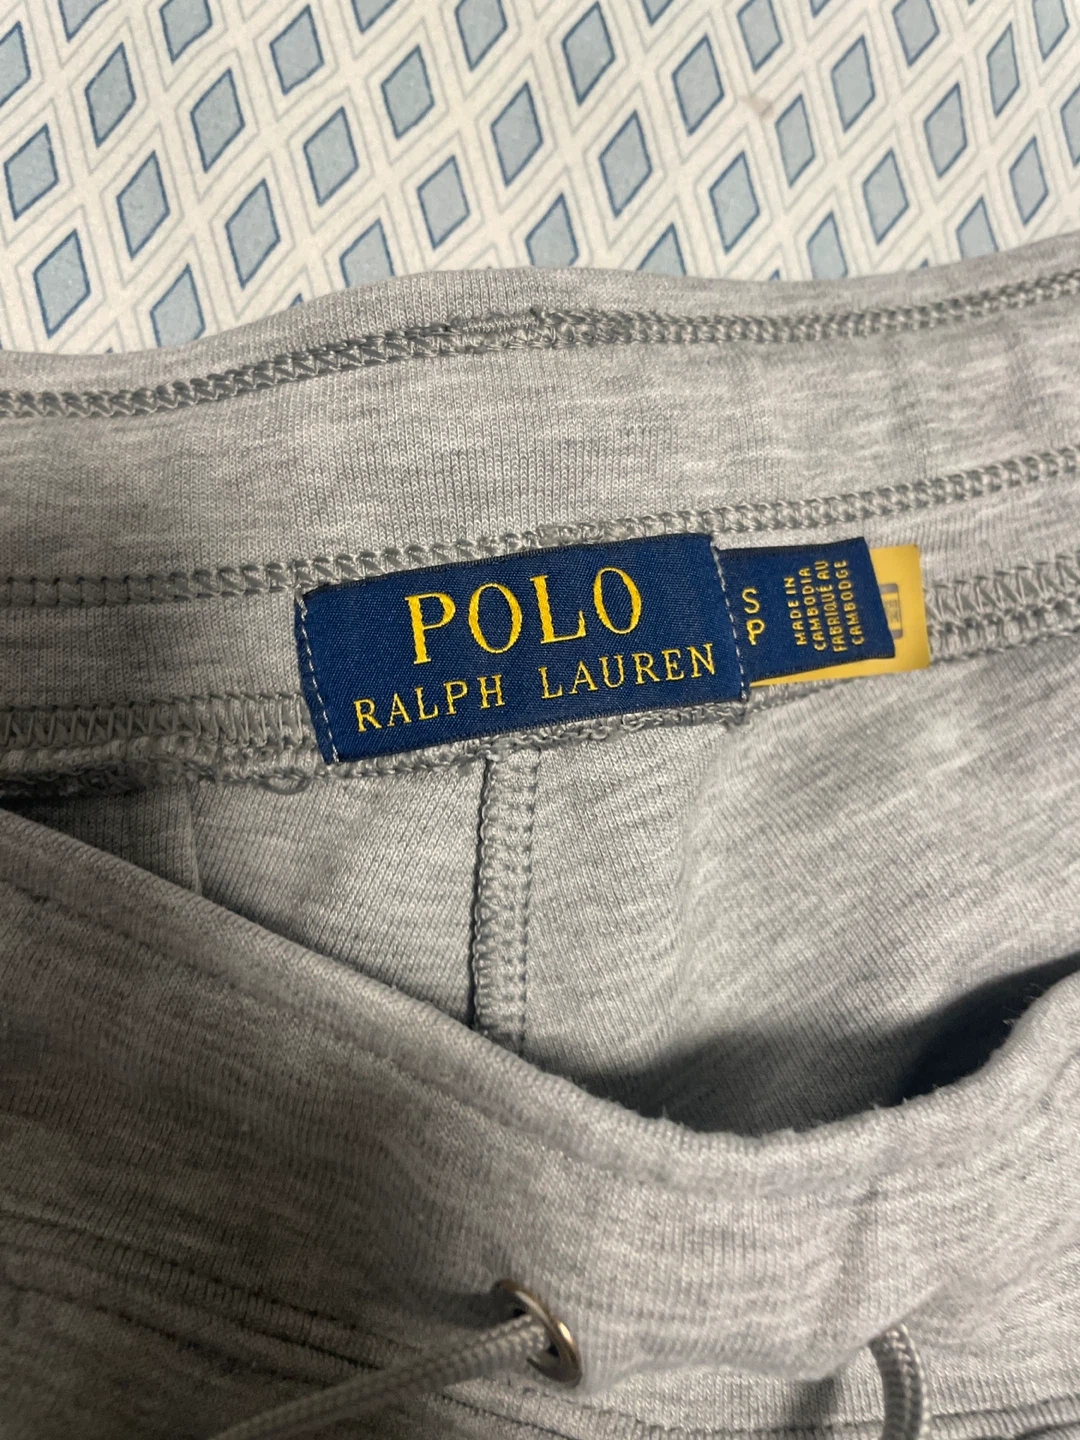 POLO
RALPH LAUREN
S
P
MADE IN
CAMBODIA
FABRIQUÉ AU
CAMBODGE